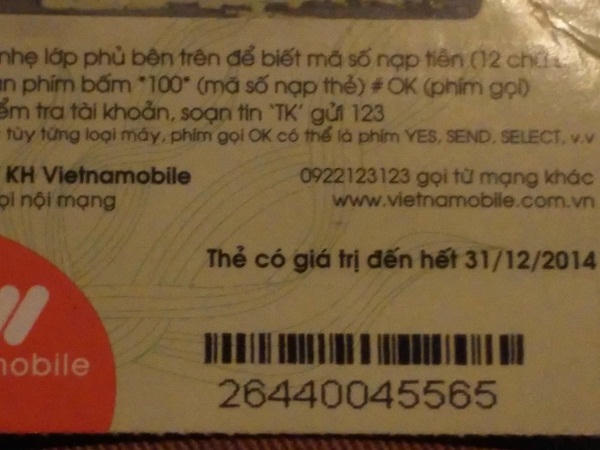 nhẹ lớp phủ bên trên để biết mã số nạp tiền (12 chữ
phím bấm *100* (mã số nạp thẻ) # OK (phím gọi)
tra tài khoản, soạn tin 'TK' gửi 123
tùy từng loại máy, phím gọi OK có thể là phím YES, SEND, SELECT, v.v
KH Vietnamobile 0922123123 gọi từ mạng khác
nội mạng www.vietnamobile.com.vn
Thẻ có giá trị đến hết 31/12/2014
mobile
26440045565